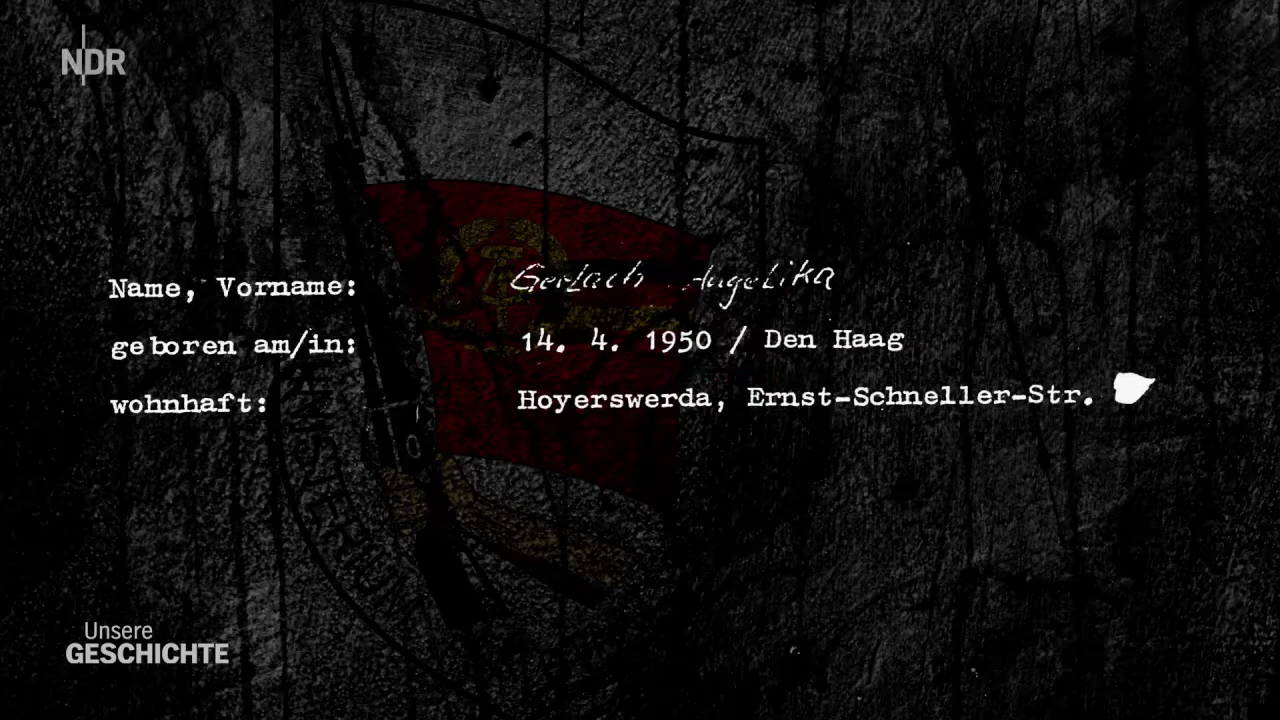 NDR
Name, Vorname: Gerlach Angelika
geboren am/in: 14. 4. 1950 / Den Haag
wohnhaft: Hoyerswerda, Ernst-Schneller-Str.
MINISTERIUM
Unsere
GESCHICHTE